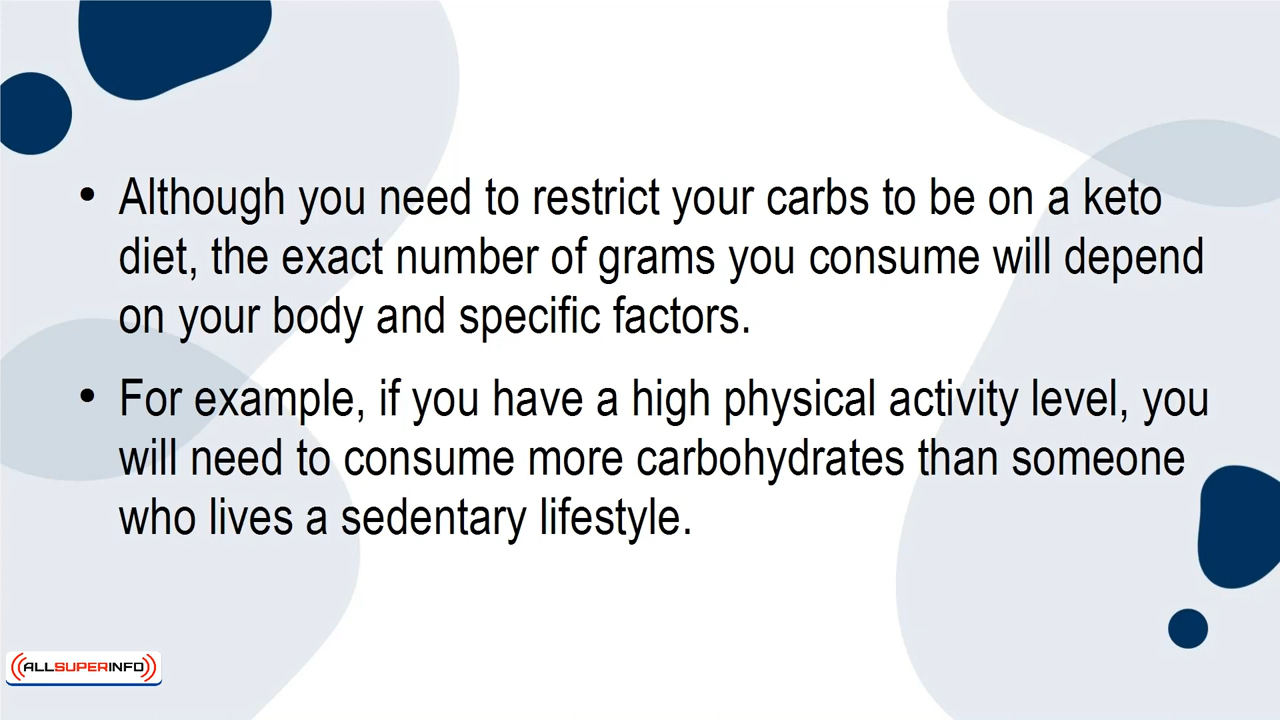 • Although you need to restrict your carbs to be on a keto
diet, the exact number of grams you consume will depend
on your body and specific factors.
• For example, if you have a high physical activity level, you
will need to consume more carbohydrates than someone
who lives a sedentary lifestyle.
ALLSUPERINFO